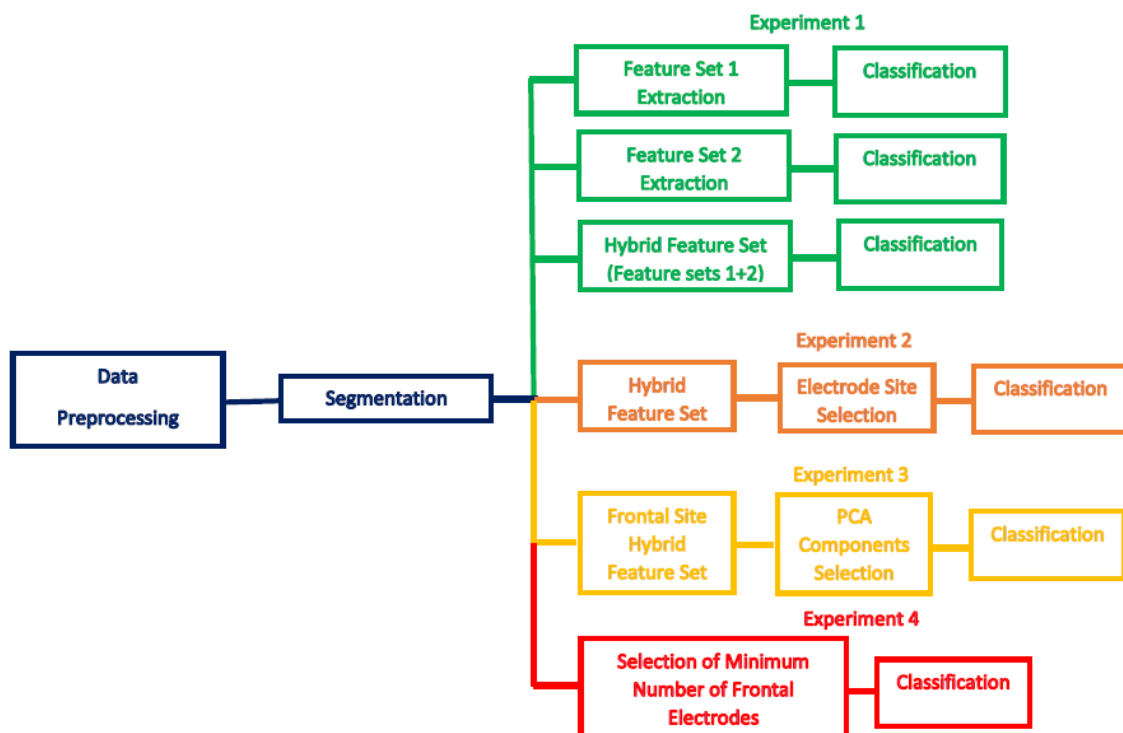 Experiment 1
Feature Set 1
Extraction
Classification
Feature Set 2
Extraction
Classification
Hybrid Feature Set
(Feature sets 1+2)
Classification
Data
Preprocessing
Segmentation
Experiment 2
Hybrid
Feature Set
Electrode Site
Selection
Classification
Experiment 3
Frontal Site
Hybrid
Feature Set
PCA
Components
Selection
Classification
Experiment 4
Selection of Minimum
Number of Frontal
Electrodes
Classification